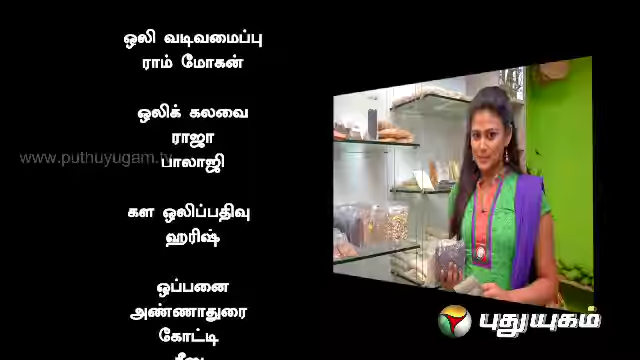 ஒலி வடிவமைப்பு
ராம் மோகன்
ஒலிக் கலவை
ராஜா
பாலாஜி
www.puthuyugam.tv
கள ஒலிப்பதிவு
ஹரிஷ்
ஒப்பனை
அண்ணாதுரை
கோட்டி
புதுயுகம்